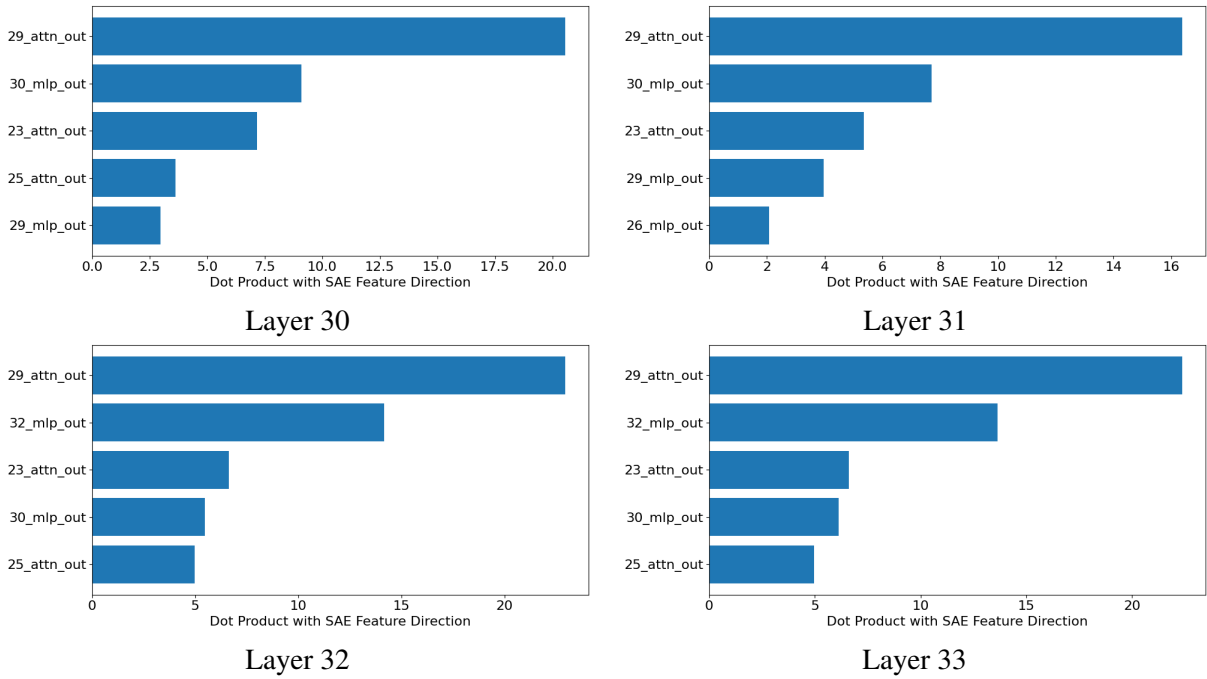 29_attn_out
30_mlp_out
23_attn_out
25_attn_out
29_mlp_out
0.0 2.5 5.0 7.5 10.0 12.5 15.0 17.5 20.0
Dot Product with SAE Feature Direction
Layer 30
29_attn_out
30_mlp_out
23_attn_out
29_mlp_out
26_mlp_out
0 2 4 6 8 10 12 14 16
Dot Product with SAE Feature Direction
Layer 31
29_attn_out
32_mlp_out
23_attn_out
30_mlp_out
25_attn_out
0 5 10 15 20
Dot Product with SAE Feature Direction
Layer 32
29_attn_out
32_mlp_out
23_attn_out
30_mlp_out
25_attn_out
0 5 10 15 20
Dot Product with SAE Feature Direction
Layer 33